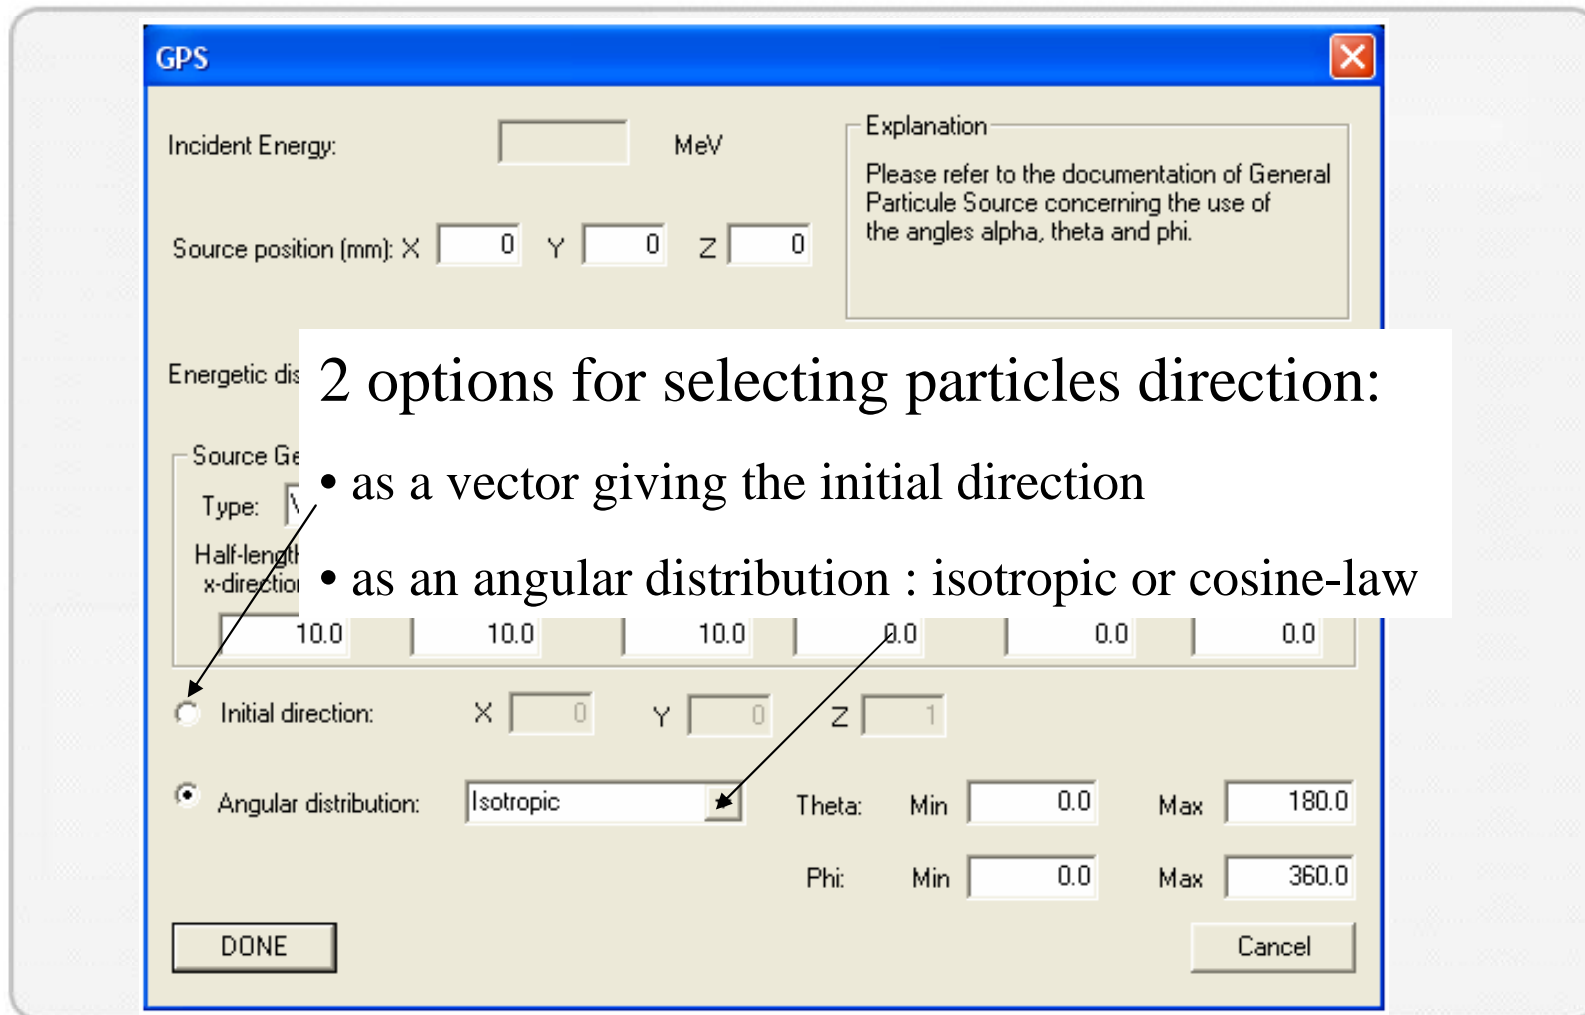 GPS
Incident Energy: MeV
Explanation
Please refer to the documentation of General
Particule Source concerning the use of
the angles alpha, theta and phi.
Source position (mm): X 0 Y 0 Z 0
Energetic
2 options for selecting particles direction:
Source
• as a vector giving the initial direction
Type:
x-direction
• as an angular distribution : isotropic or cosine-law
10.0 10.0 10.0 0.0 0.0 0.0
Initial direction: X 0 Y 0 Z 1
Angular distribution: Isotropic Theta: Min 0.0 Max 180.0
Phi: Min 0.0 Max 360.0
DONE Cancel